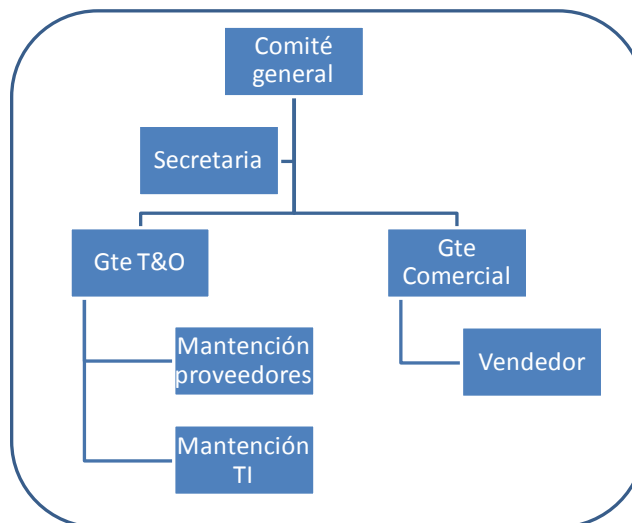 Comité
general
Secretaria
Gte T&O
Gte
Comercial
Mantención
proveedores
Vendedor
Mantención
TI